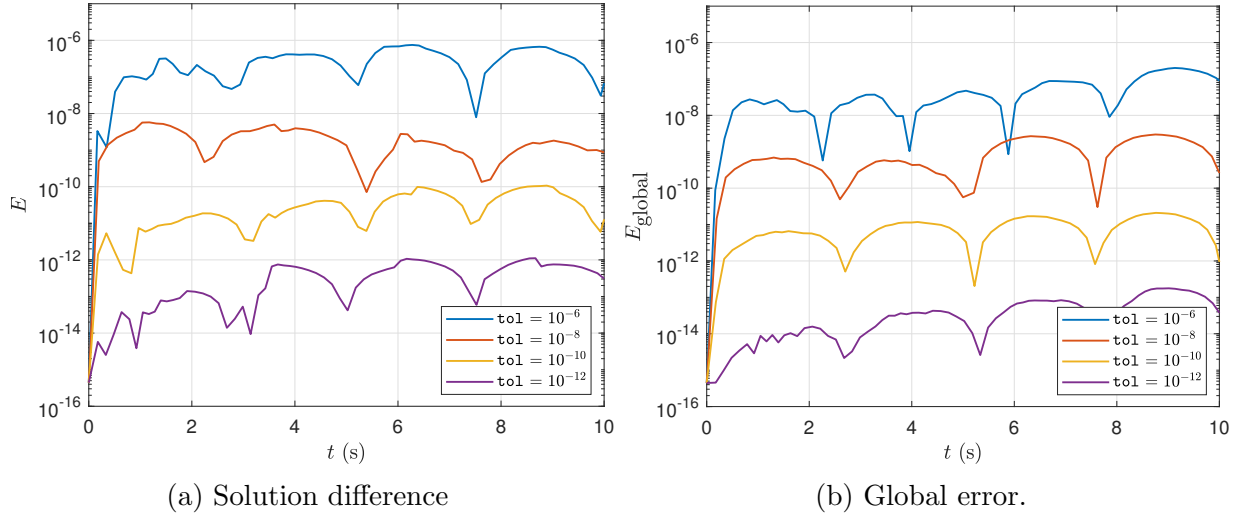 10^{-6}
10^{-8}
10^{-10}
10^{-12}
10^{-14}
10^{-16}
E
0 2 4 6 8 10
t (s)
tol = 10^{-6}
tol = 10^{-8}
tol = 10^{-10}
tol = 10^{-12}
(a) Solution difference
10^{-6}
10^{-8}
10^{-10}
10^{-12}
10^{-14}
10^{-16}
E_{global}
0 2 4 6 8 10
t (s)
tol = 10^{-6}
tol = 10^{-8}
tol = 10^{-10}
tol = 10^{-12}
(b) Global error.